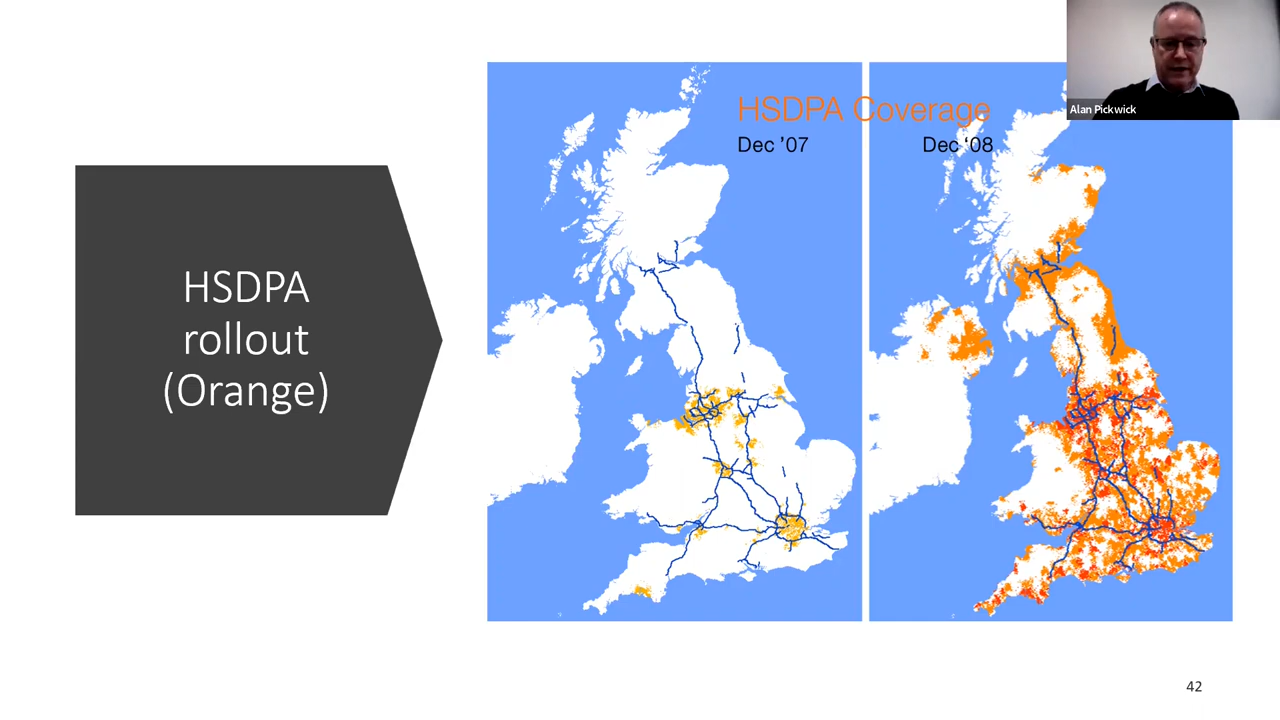 HSDPA
rollout
(Orange)
HSDPA Coverage
Dec '07
Dec ‘08
Alan Pickwick
42